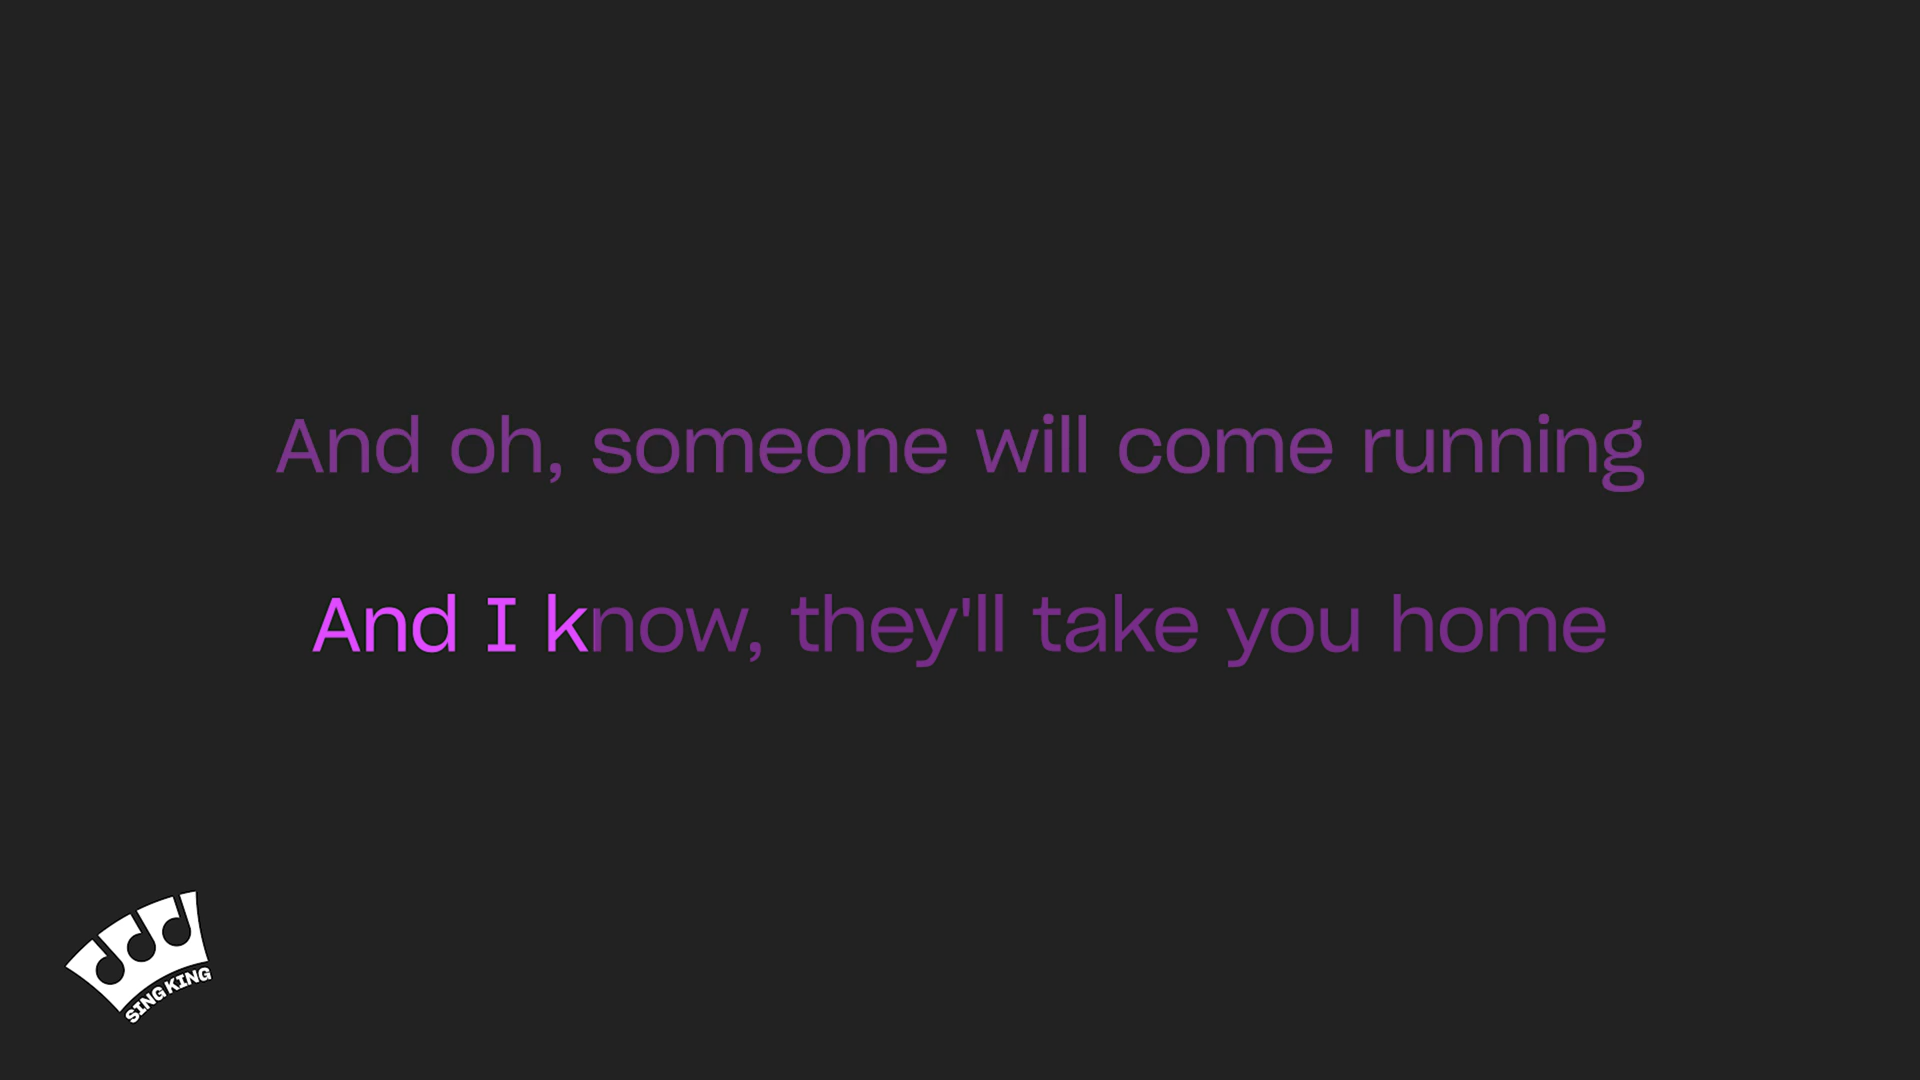 And oh, someone will come running
And I know, they'll take you home
SING KING